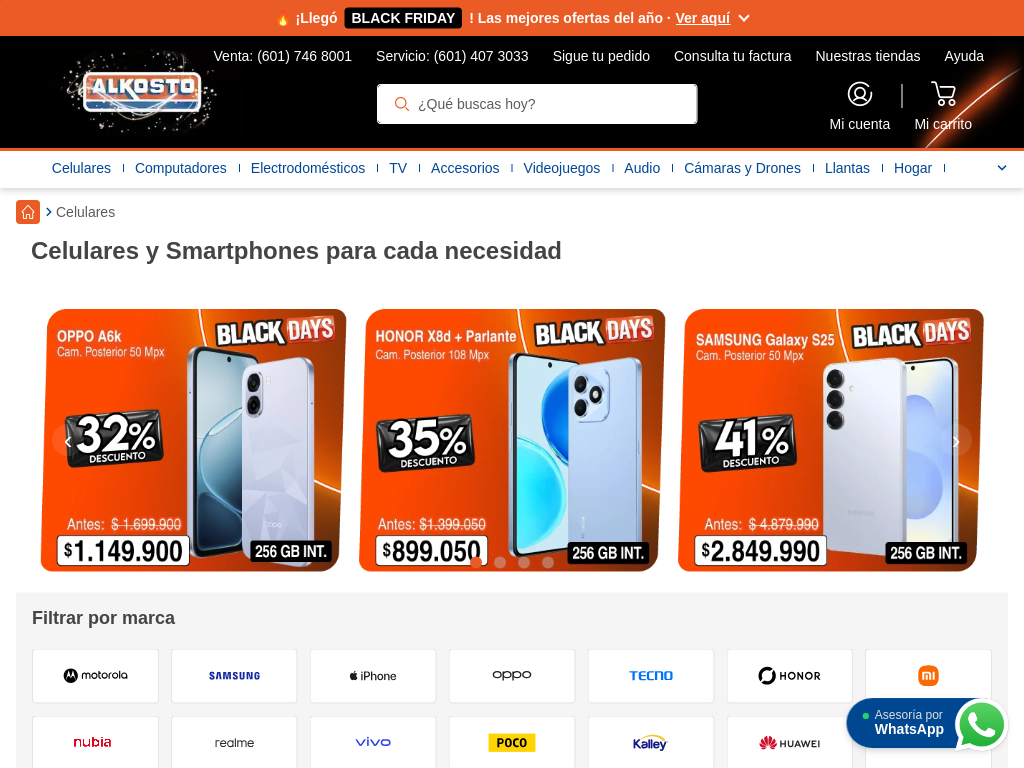 🔥 ¡Llegó BLACK FRIDAY ! Las mejores ofertas del año · Ver aquí
Venta: (601) 746 8001 Servicio: (601) 407 3033 Sigue tu pedido Consulta tu factura Nuestras tiendas Ayuda
ALKOSTO
¿Qué buscas hoy?
Mi cuenta
Mi carrito
Celulares Computadores Electrodomésticos TV Accesorios Videojuegos Audio Cámaras y Drones Llantas Hogar
Celulares
Celulares y Smartphones para cada necesidad
OPPO A6k
Cam. Posterior 50 Mpx
BLACK DAYS
32%
DESCUENTO
oppo
Antes: $ 1.699.900
$1.149.900
256 GB INT.
HONOR X8d + Parlante
Cam. Posterior 108 Mpx
BLACK DAYS
35%
DESCUENTO
Antes: $1.399.050
$899.050
256 GB INT.
SAMSUNG Galaxy S25
Cam. Posterior 50 Mpx
BLACK DAYS
41%
DESCUENTO
SAMSUNG
Antes: $ 4.879.990
$2.849.990
256 GB INT.
Filtrar por marca
motorola SAMSUNG iPhone oppo TECNO HONOR mi
nubia realme vivo POCO Kalley HUAWEI
Asesoría por
WhatsApp